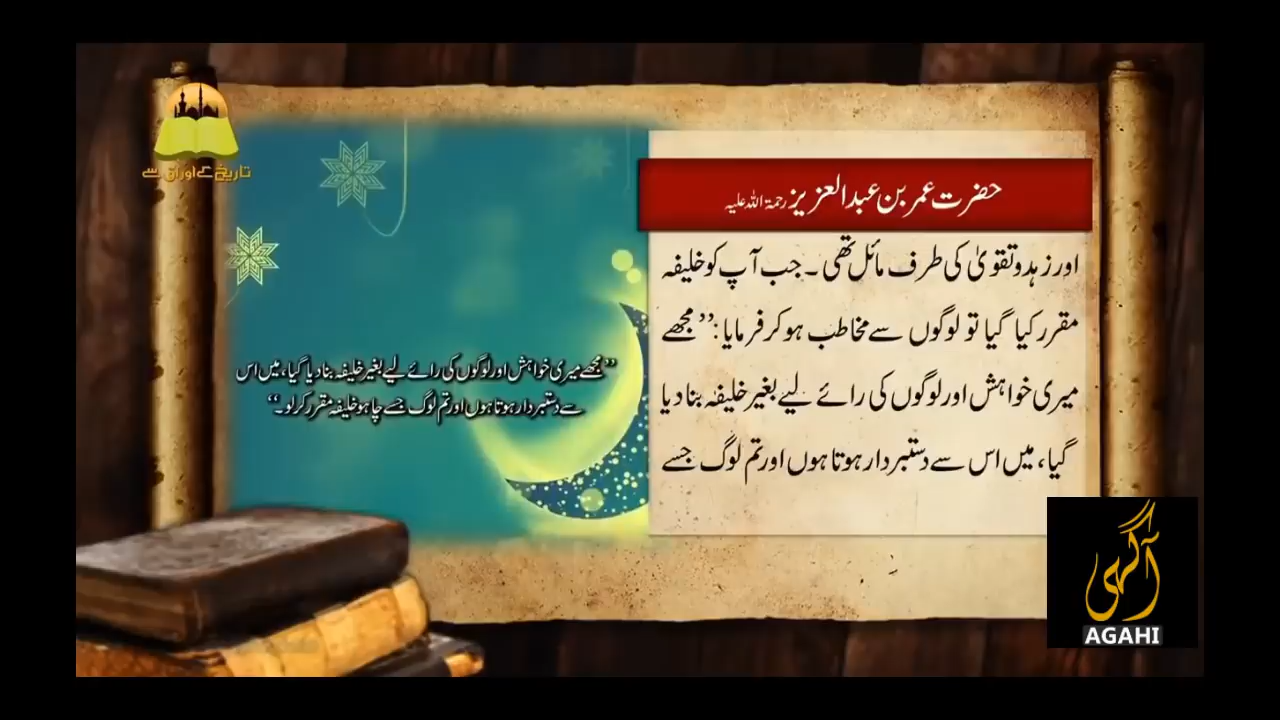 تاریخ کے اوراق سے
حضرت عمر بن عبدالعزیز رحمۃ اللہ علیہ
اور زہد و تقویٰ کی طرف مائل تھی۔ جب آپ کو خلیفہ
مقرر کیا گیا تو لوگوں سے مخاطب ہو کر فرمایا: ’’مجھے
میری خواہش اور لوگوں کی رائے لیے بغیر خلیفہ بنا دیا
گیا، میں اس سے دستبردار ہوتا ہوں اور تم لوگ جسے
’’مجھے میری خواہش اور لوگوں کی رائے لیے بغیر خلیفہ بنا دیا گیا، میں اس
سے دستبردار ہوتا ہوں اور تم لوگ جسے چاہو خلیفہ مقرر کر لو۔‘‘
آگہی
AGAHI